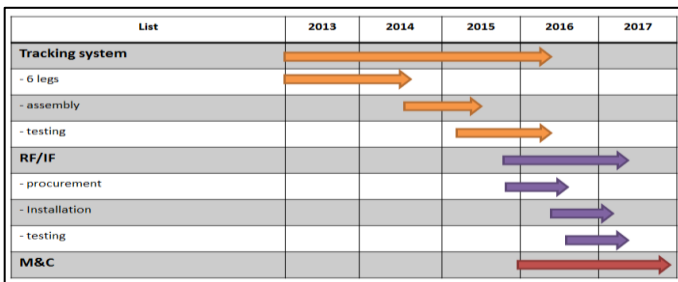 List 2013 2014 2015 2016 2017
Tracking system
- 6 legs
- assembly
- testing
RF/IF
- procurement
- Installation
- testing
M&C